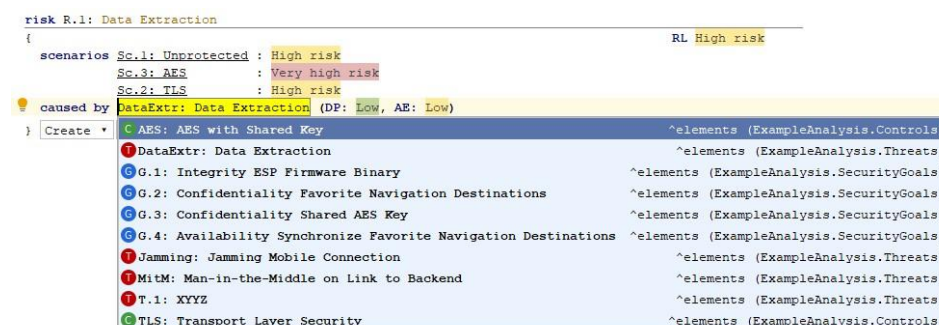 risk R.1: Data Extraction
{ RL High risk
scenarios Sc.1: Unprotected : High risk
Sc.3: AES : Very high risk
Sc.2: TLS : High risk
caused by DataExtr: Data Extraction (DP: Low, AE: Low)
} Create ▾ C AES: AES with Shared Key ^elements (ExampleAnalysis.Controls
T DataExtr: Data Extraction ^elements (ExampleAnalysis.Threats
G G.1: Integrity ESP Firmware Binary ^elements (ExampleAnalysis.SecurityGoals
G G.2: Confidentiality Favorite Navigation Destinations ^elements (ExampleAnalysis.SecurityGoals
G G.3: Confidentiality Shared AES Key ^elements (ExampleAnalysis.SecurityGoals
G G.4: Availability Synchronize Favorite Navigation Destinations ^elements (ExampleAnalysis.SecurityGoals
T Jamming: Jamming Mobile Connection ^elements (ExampleAnalysis.Threats
T MitM: Man-in-the-Middle on Link to Backend ^elements (ExampleAnalysis.Threats
T T.1: XYYZ ^elements (ExampleAnalysis.Threats
C TLS: Transport Layer Security ^elements (ExampleAnalysis.Controls